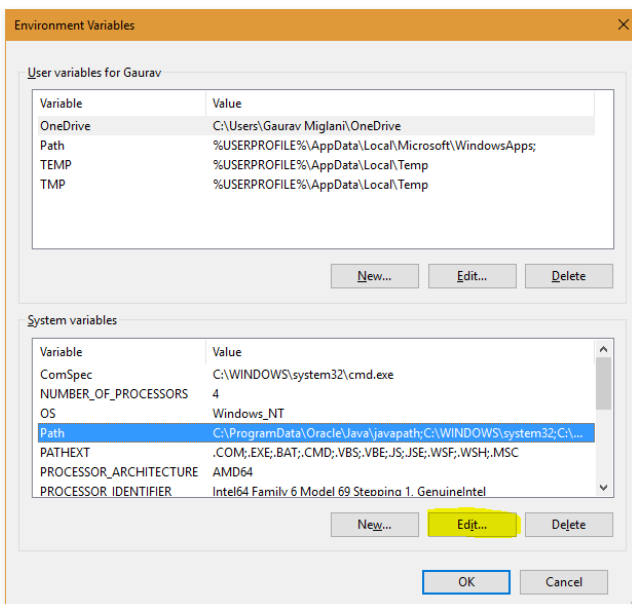 Environment Variables
User variables for Gaurav
Variable Value
OneDrive C:\Users\Gaurav Miglani\OneDrive
Path %USERPROFILE%\AppData\Local\Microsoft\WindowsApps;
TEMP %USERPROFILE%\AppData\Local\Temp
TMP %USERPROFILE%\AppData\Local\Temp
New... Edit... Delete
System variables
Variable Value
ComSpec C:\WINDOWS\system32\cmd.exe
NUMBER_OF_PROCESSORS 4
OS Windows_NT
Path C:\ProgramData\Oracle\Java\javapath;C:\WINDOWS\system32;C:\...
PATHEXT .COM;.EXE;.BAT;.CMD;.VBS;.VBE;.JS;.JSE;.WSF;.WSH;.MSC
PROCESSOR_ARCHITECTURE AMD64
PROCESSOR_IDENTIFIER Intel64 Family 6 Model 69 Stepping 1, GenuineIntel
New... Edit... Delete
OK Cancel